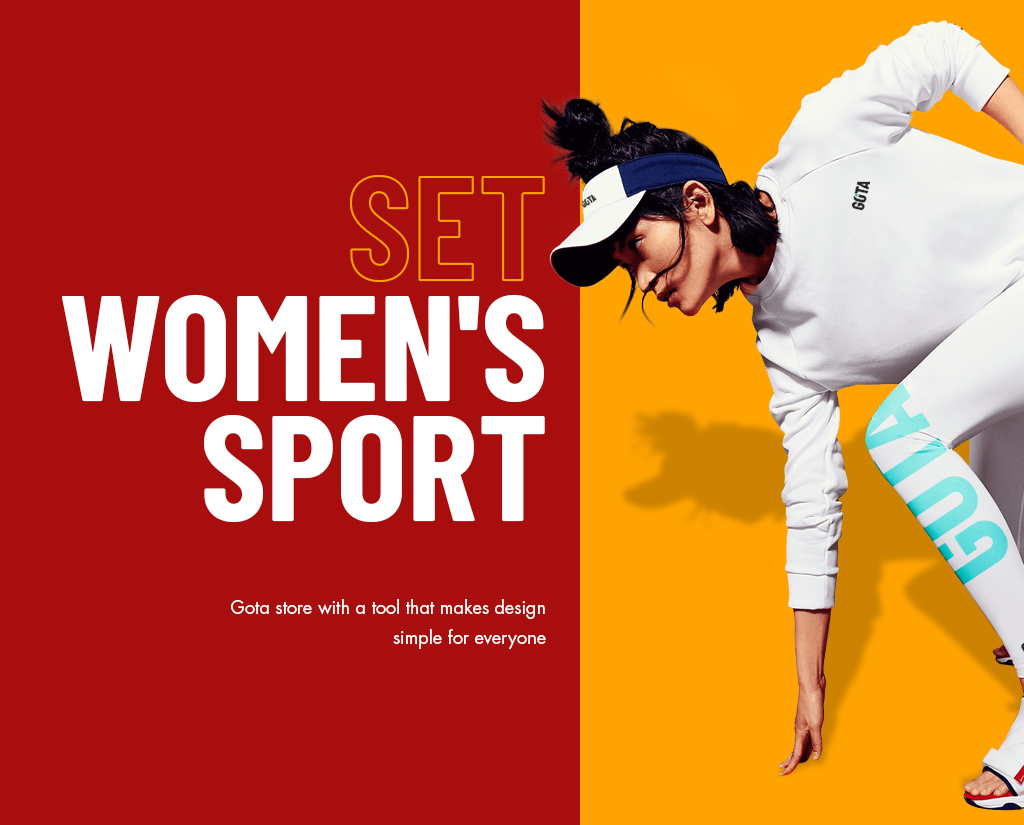 SET
WOMEN'S
SPORT
Gota store with a tool that makes design
simple for everyone
GOTA
GOTA
GOTA